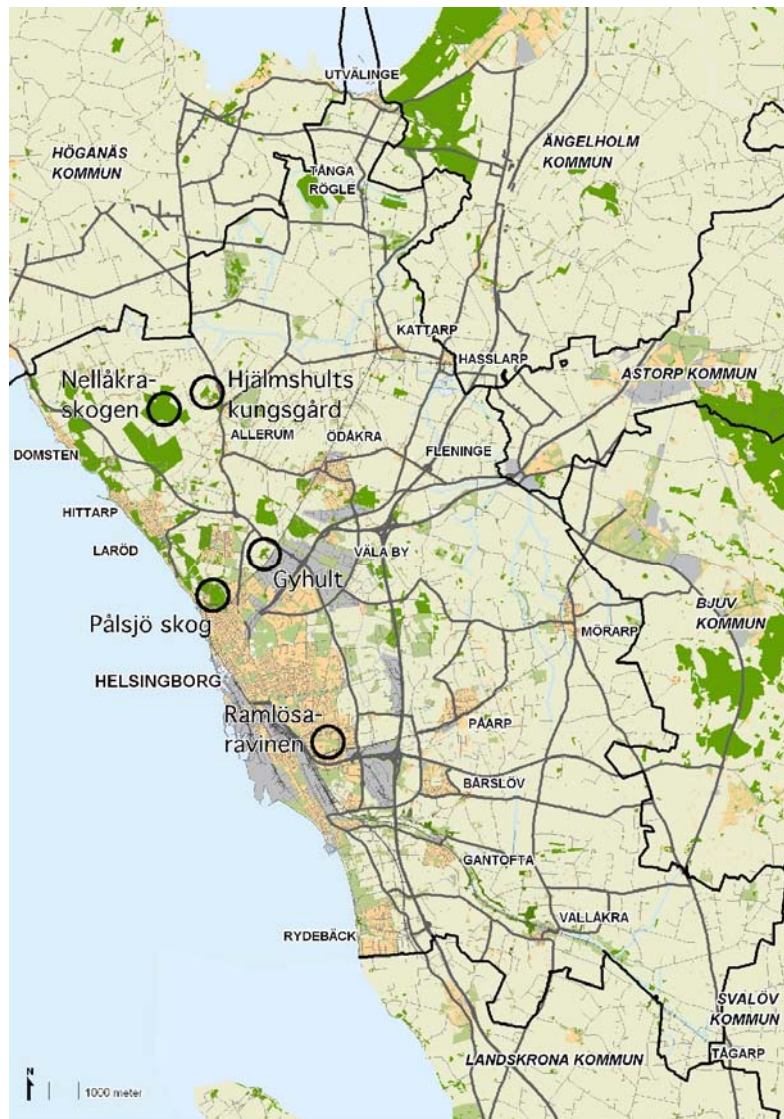 UTVÄLINGE
HÖGANÄS
KOMMUN
ÄNGELHOLM
KOMMUN
TÅNGA
RÖGLE
KATTARP
HASSLARP
ÅSTORP KOMMUN
Nellåkra-
skogen
Hjälmshults
kungsgård
ALLERUM
ÖDÅKRA
FLENINGE
DOMSTEN
HITTARP
LARÖD
VÄLA BY
Gyhult
Pålsjö skog
MÖRARP
BJUV
KOMMUN
HELSINGBORG
Ramlösa-
ravinen
PÅARP
BÅRSLÖV
GANTOFTA
VALLÅKRA
RYDEBÄCK
SVALÖV
KOMMUN
TÅGARP
LANDSKRONA KOMMUN
N
1000 meter